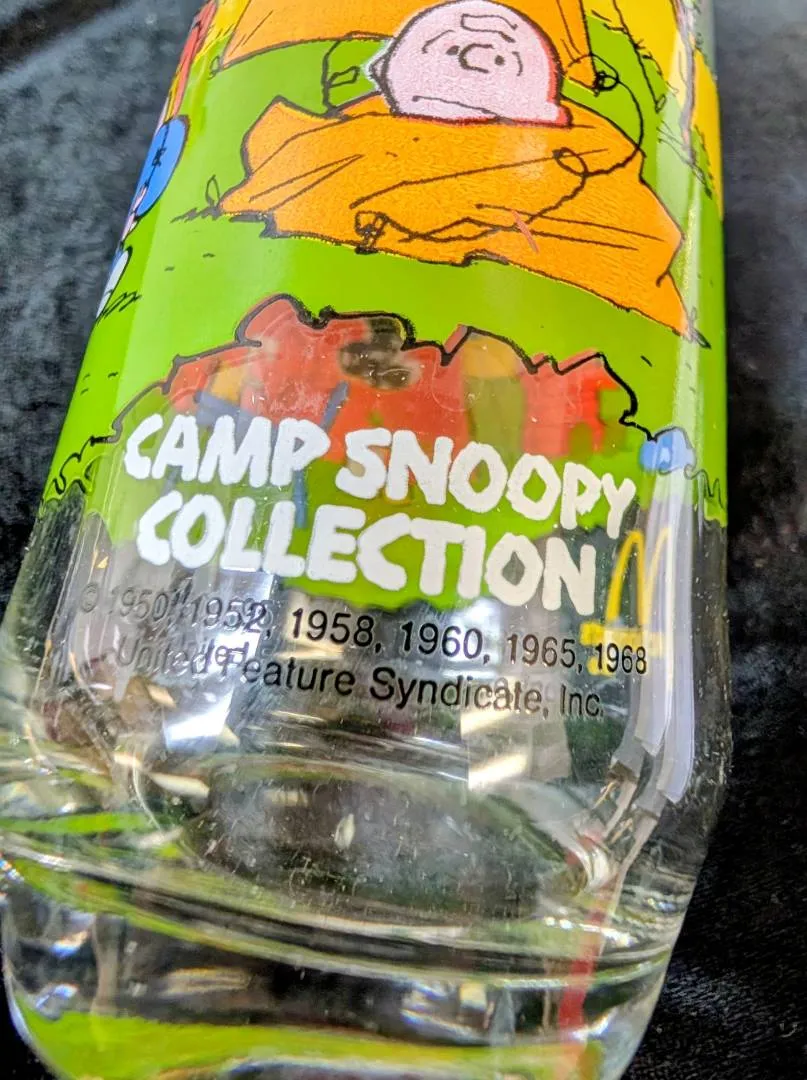 CAMP SNOOPY
COLLECTION
© 1950, 1952, 1958, 1960, 1965, 1968
United Feature Syndicate, Inc.